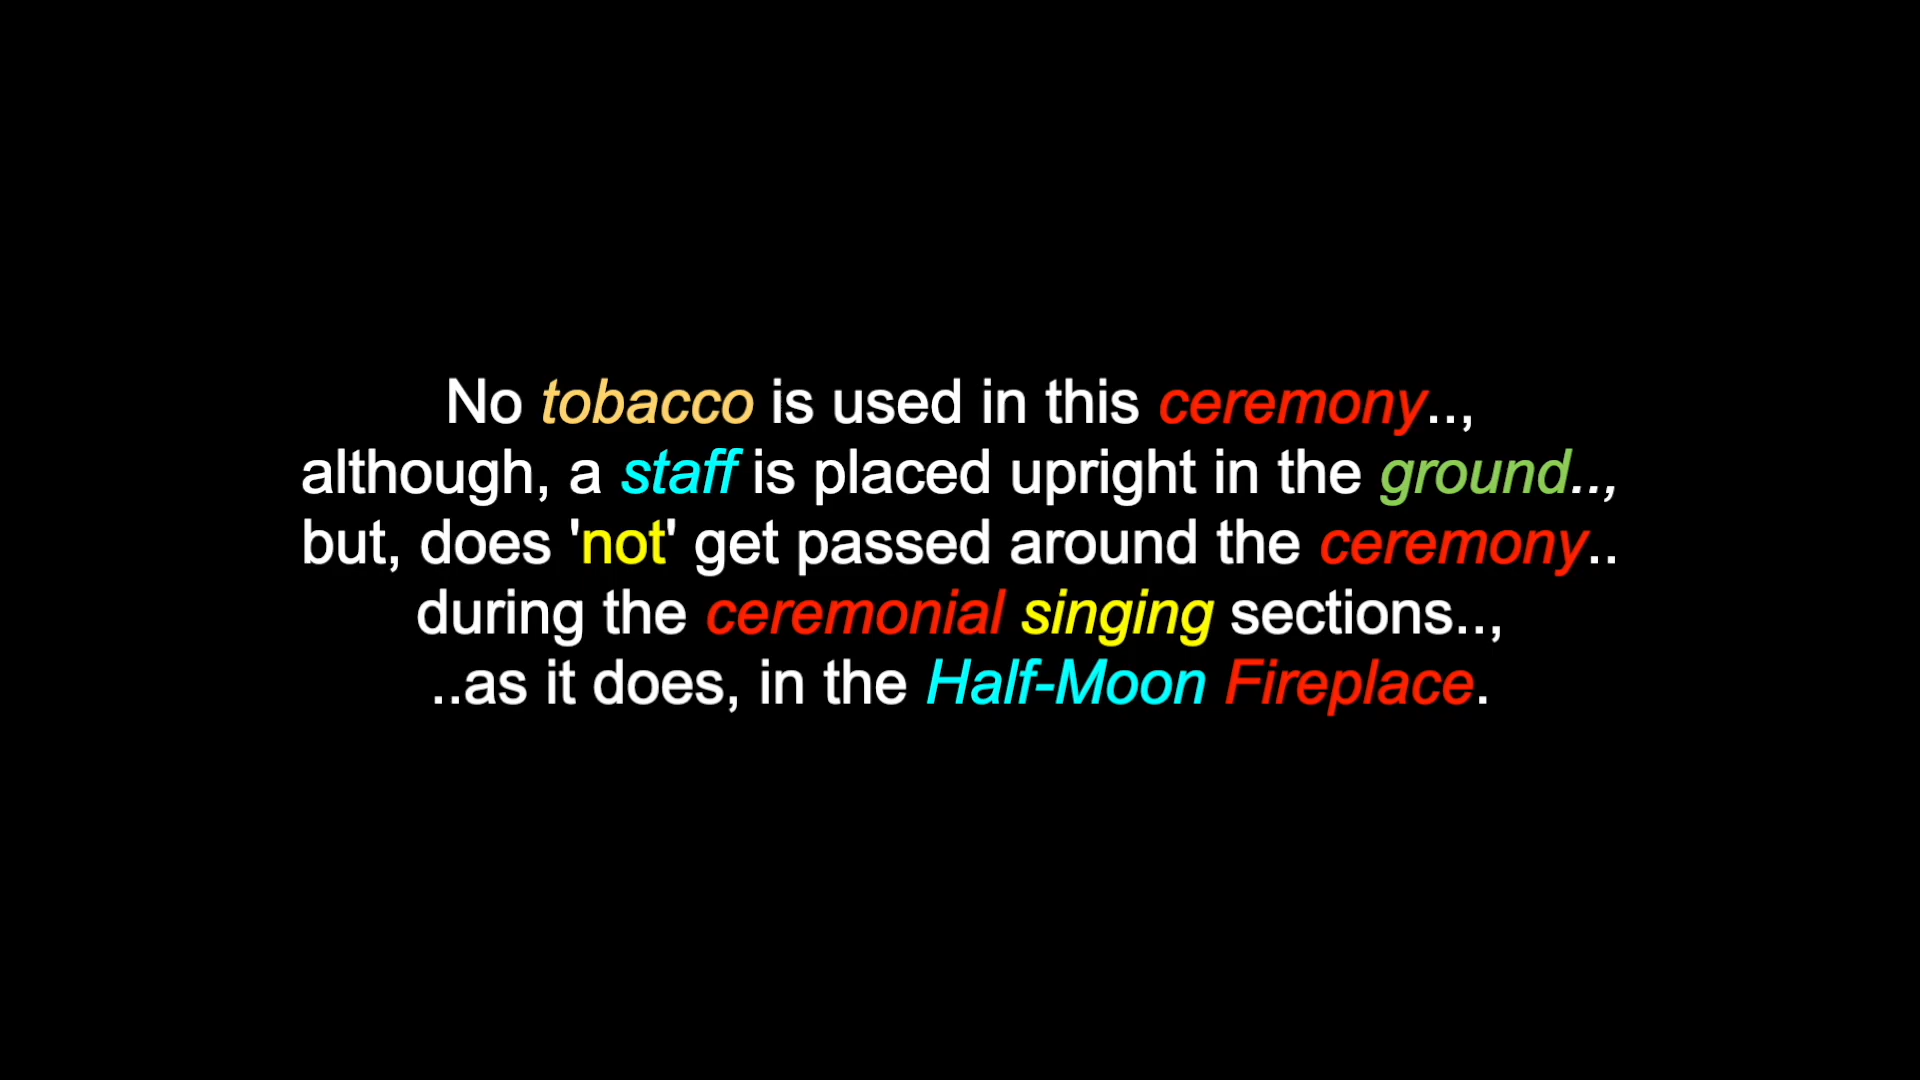 No tobacco is used in this ceremony..,
although, a staff is placed upright in the ground..,
but, does 'not' get passed around the ceremony..
during the ceremonial singing sections..,
..as it does, in the Half-Moon Fireplace.